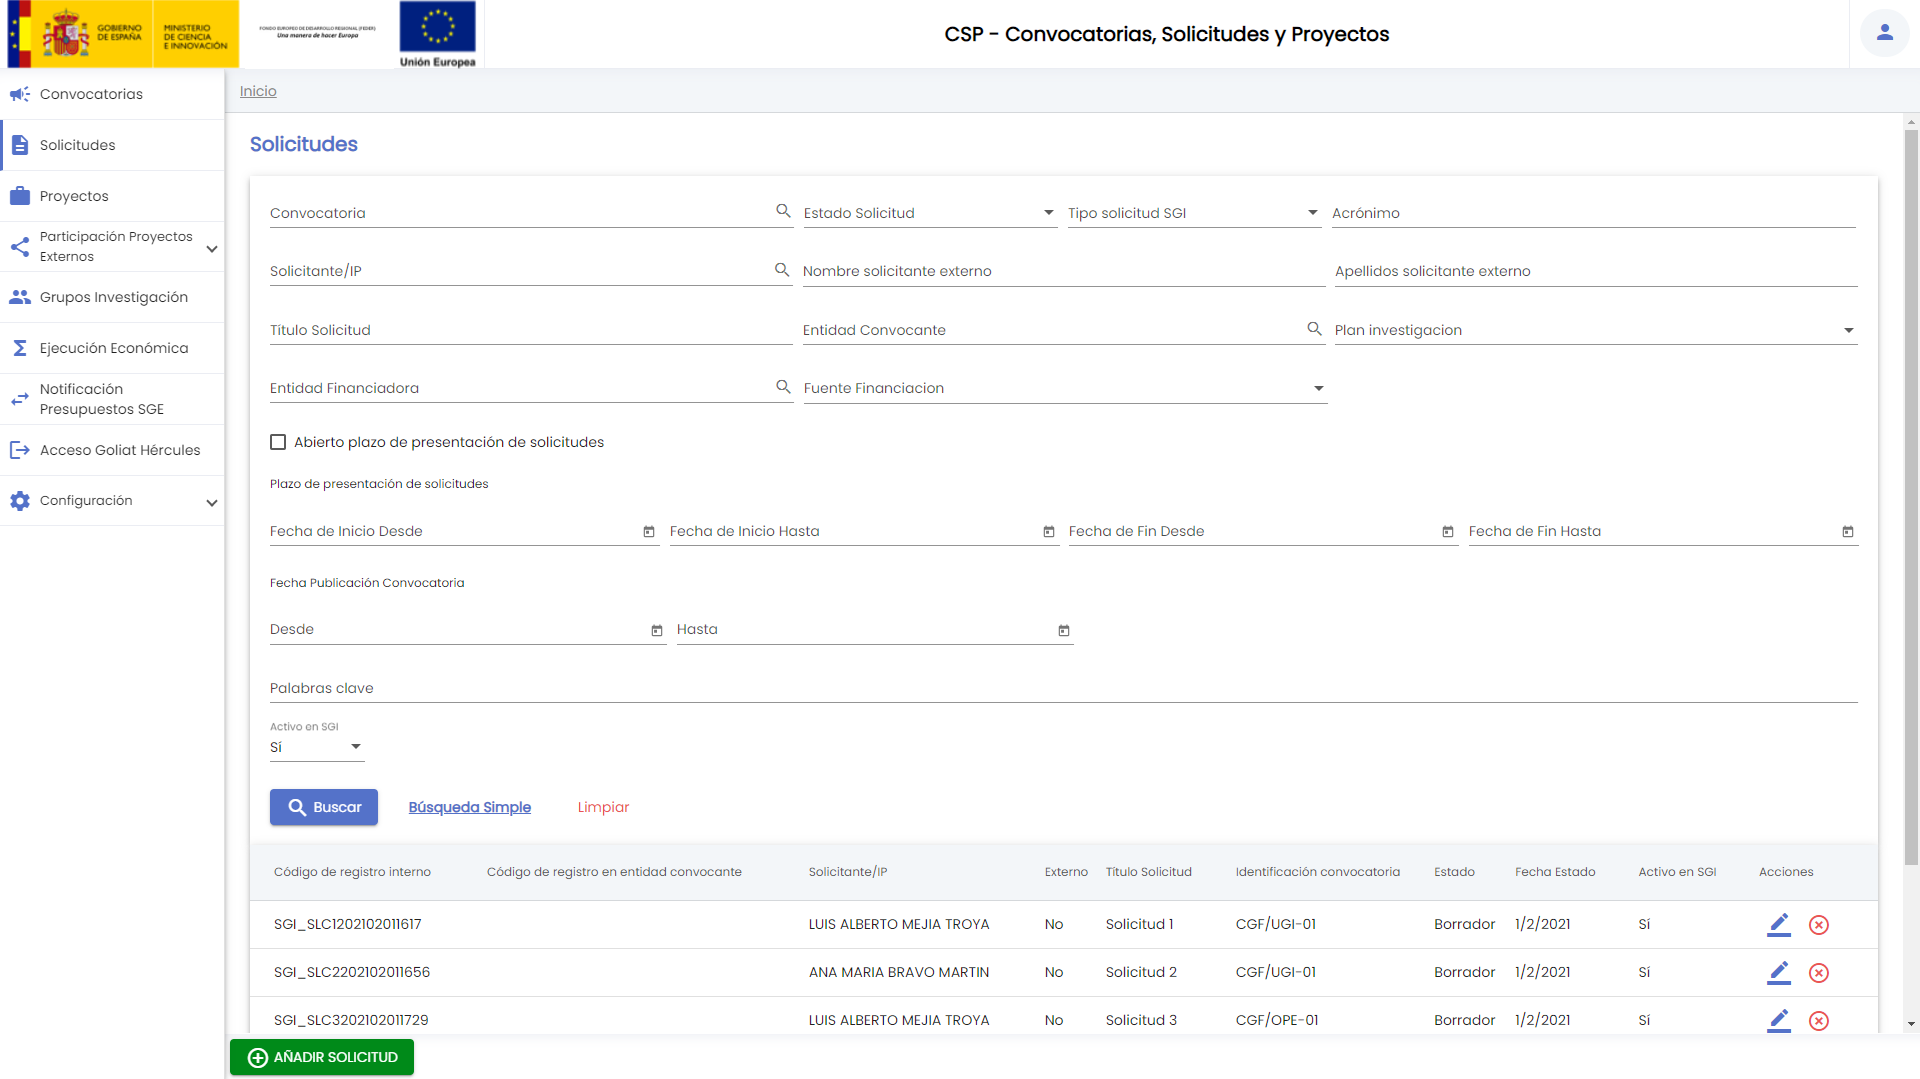 GOBIERNO
DE ESPAÑA
MINISTERIO
DE CIENCIA
E INNOVACIÓN
FONDO EUROPEO DE DESARROLLO REGIONAL (FEDER)
Una manera de hacer Europa
Unión Europea
CSP - Convocatorias, Solicitudes y Proyectos
Convocatorias
Solicitudes
Proyectos
Participación Proyectos
Externos
Grupos Investigación
Ejecución Económica
Notificación
Presupuestos SGE
Acceso Goliat Hércules
Configuración
Inicio
Solicitudes
Convocatoria Estado Solicitud Tipo solicitud SGI Acrónimo
Solicitante/IP Nombre solicitante externo Apellidos solicitante externo
Título Solicitud Entidad Convocante Plan investigacion
Entidad Financiadora Fuente Financiacion
Abierto plazo de presentación de solicitudes
Plazo de presentación de solicitudes
Fecha de Inicio Desde Fecha de Inicio Hasta Fecha de Fin Desde Fecha de Fin Hasta
Fecha Publicación Convocatoria
Desde Hasta
Palabras clave
Activo en SGI
Sí
Buscar Búsqueda Simple Limpiar
Código de registro interno Código de registro en entidad convocante Solicitante/IP Externo Título Solicitud Identificación convocatoria Estado Fecha Estado Activo en SGI Acciones
SGI_SLC1202102011617 LUIS ALBERTO MEJIA TROYA No Solicitud 1 CGF/UGI-01 Borrador 1/2/2021 Sí
SGI_SLC2202102011656 ANA MARIA BRAVO MARTIN No Solicitud 2 CGF/UGI-01 Borrador 1/2/2021 Sí
SGI_SLC3202102011729 LUIS ALBERTO MEJIA TROYA No Solicitud 3 CGF/OPE-01 Borrador 1/2/2021 Sí
AÑADIR SOLICITUD